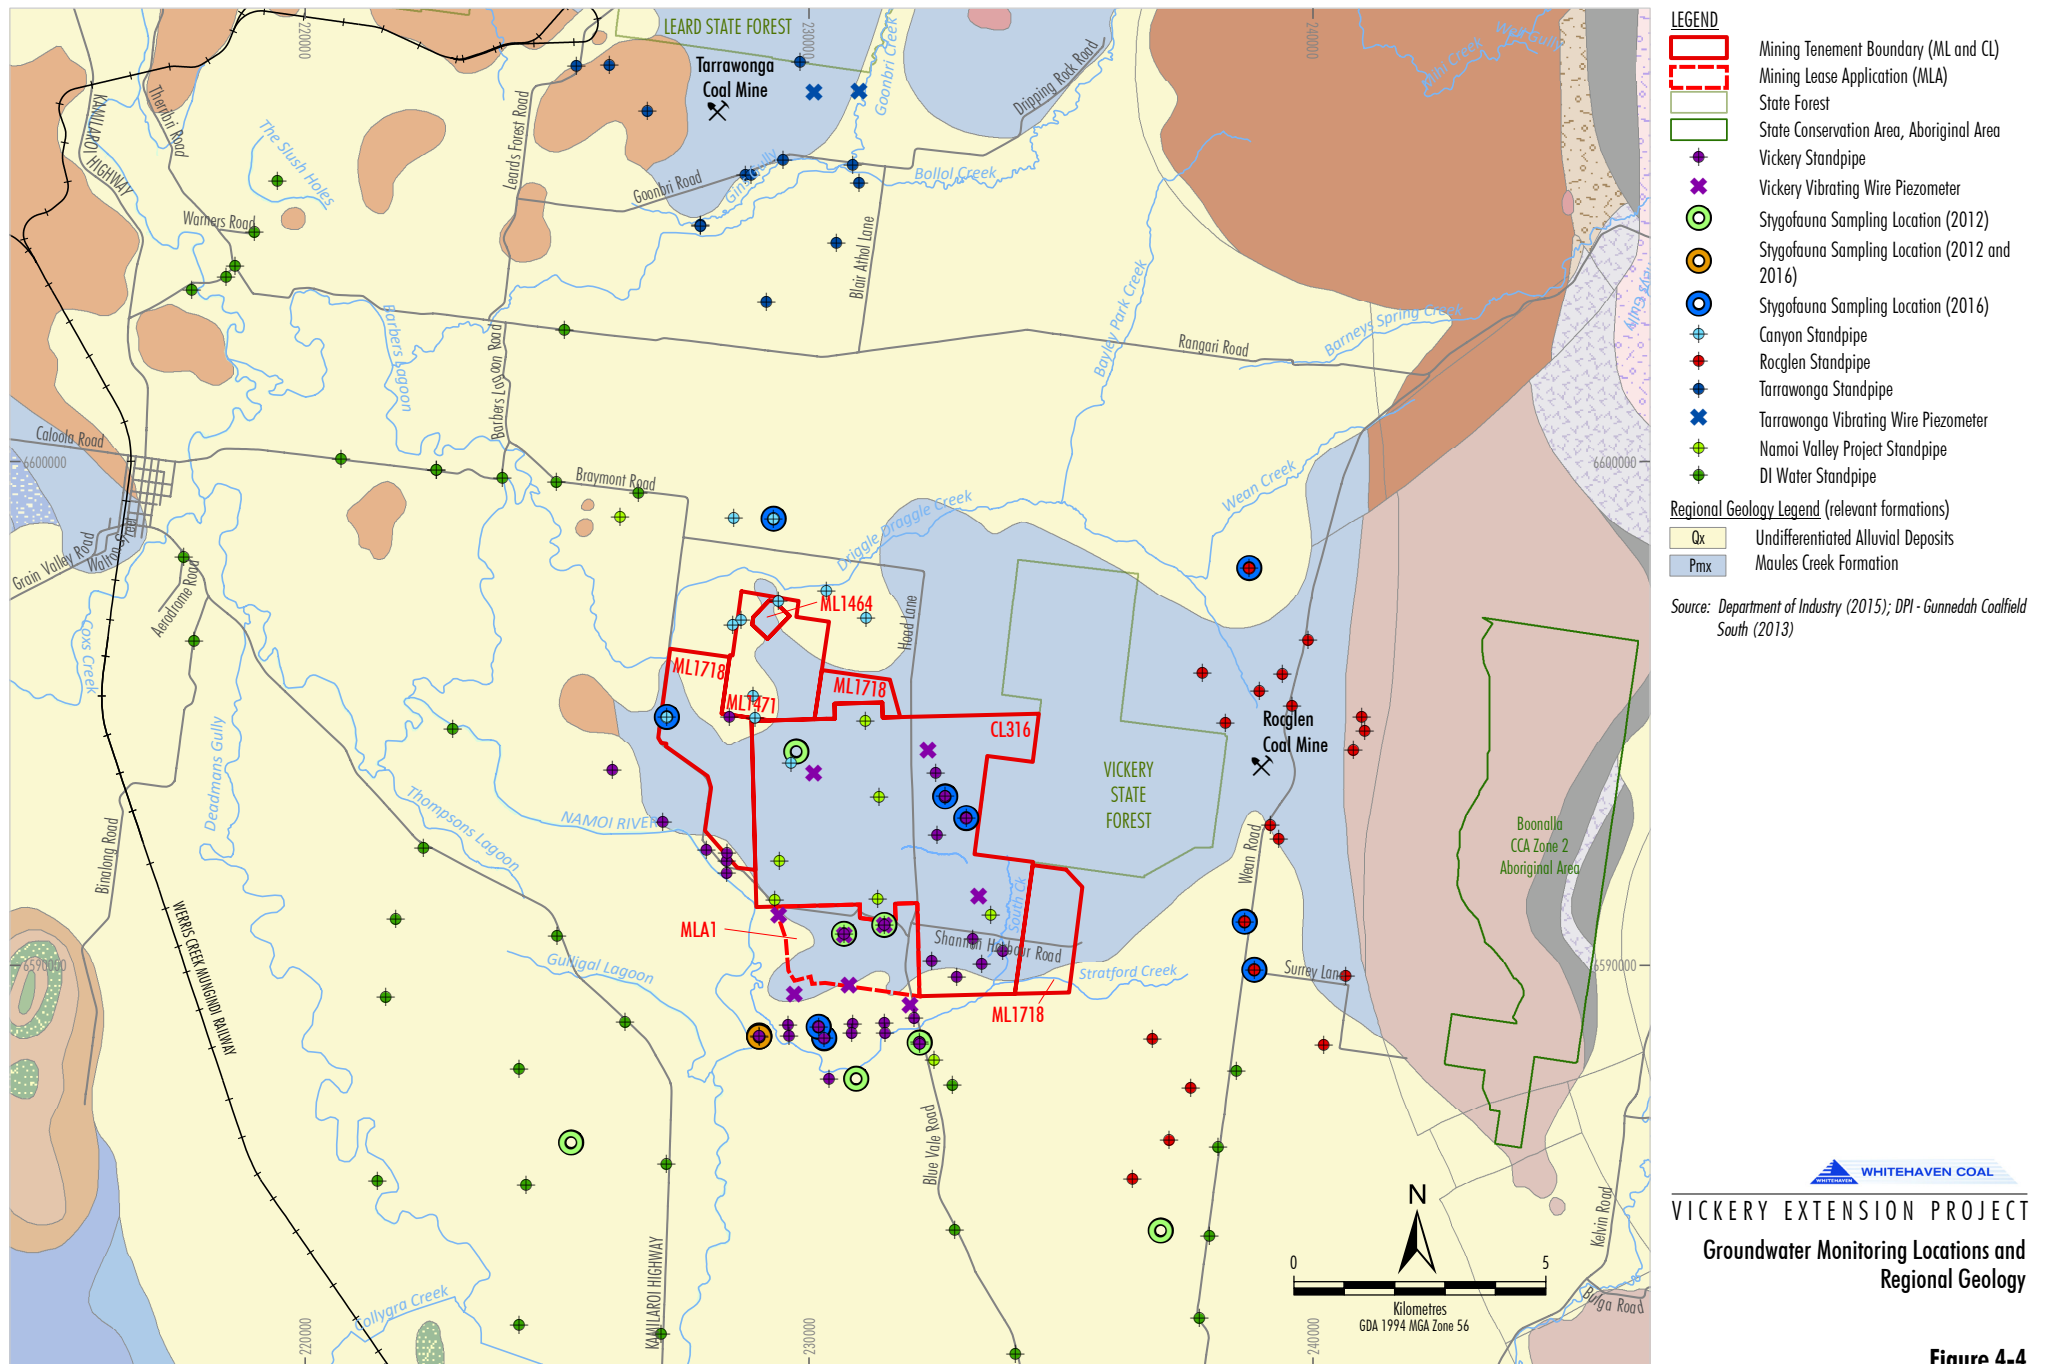 LEARD STATE FOREST
Tarrawonga
Coal Mine
220000
230000
240000
Goonbri Creek
Dripping Rock Road
KAMILAROI
HIGHWAY
Therribri Road
The Slush Holes
Leards Forest Road
Goonbri Road
Bollol Creek
Warners Road
Blair Athol Lane
Bayley Park Creek
Barneys Spring Creek
Rangari Road
Barbers Lagoon
Barbers Lagoon Road
Caloola Road
6600000
6600000
Braymont Road
Wean Creek
Driggle Draggle Creek
Grain Valley Road
Walton Street
Aerodrome Road
Coxs Creek
Hoad Lane
ML1464
ML1718
ML1471
ML1718
CL316
Rocglen
Coal Mine
VICKERY
STATE
FOREST
Deadmans Gully
Thompsons Lagoon
NAMOI RIVER
Binalong Road
Wean Road
Boonalla
CCA Zone 2
Aboriginal Area
South Ck
MLA1
Shannon Harbour Road
WERRIS CREEK MUNGINDI RAILWAY
Gulligal Lagoon
Stratford Creek
Surrey Lane
6590000
6590000
ML1718
Blue Vale Road
KAMILAROI HIGHWAY
Collygra Creek
Kelvin Road
Bulga Road
220000
230000
240000
N
0
5
Kilometres
GDA 1994 MGA Zone 56
LEGEND
Mining Tenement Boundary (ML and CL)
Mining Lease Application (MLA)
State Forest
State Conservation Area, Aboriginal Area
Vickery Standpipe
Vickery Vibrating Wire Piezometer
Stygofauna Sampling Location (2012)
Stygofauna Sampling Location (2012 and
2016)
Stygofauna Sampling Location (2016)
Canyon Standpipe
Rocglen Standpipe
Tarrawonga Standpipe
Tarrawonga Vibrating Wire Piezometer
Namoi Valley Project Standpipe
DI Water Standpipe
Regional Geology Legend (relevant formations)
Qx Undifferentiated Alluvial Deposits
Pmx Maules Creek Formation
Source: Department of Industry (2015); DPI - Gunnedah Coalfield
South (2013)
WHITEHAVEN
WHITEHAVEN COAL
VICKERY EXTENSION PROJECT
Groundwater Monitoring Locations and
Regional Geology
Figure 4-4